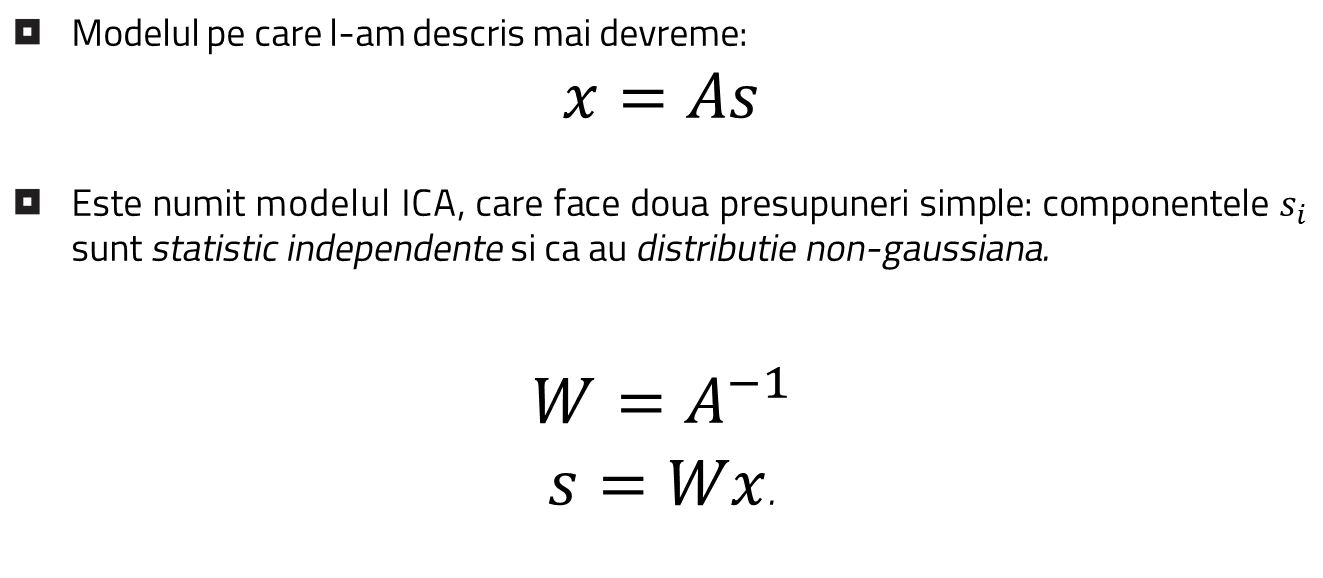 Modelul pe care l-am descris mai devreme:
x = As
Este numit modelul ICA, care face doua presupuneri simple: componentele sᵢ
sunt statistic independente si ca au distributie non-gaussiana.
W = A⁻¹
s = Wx.